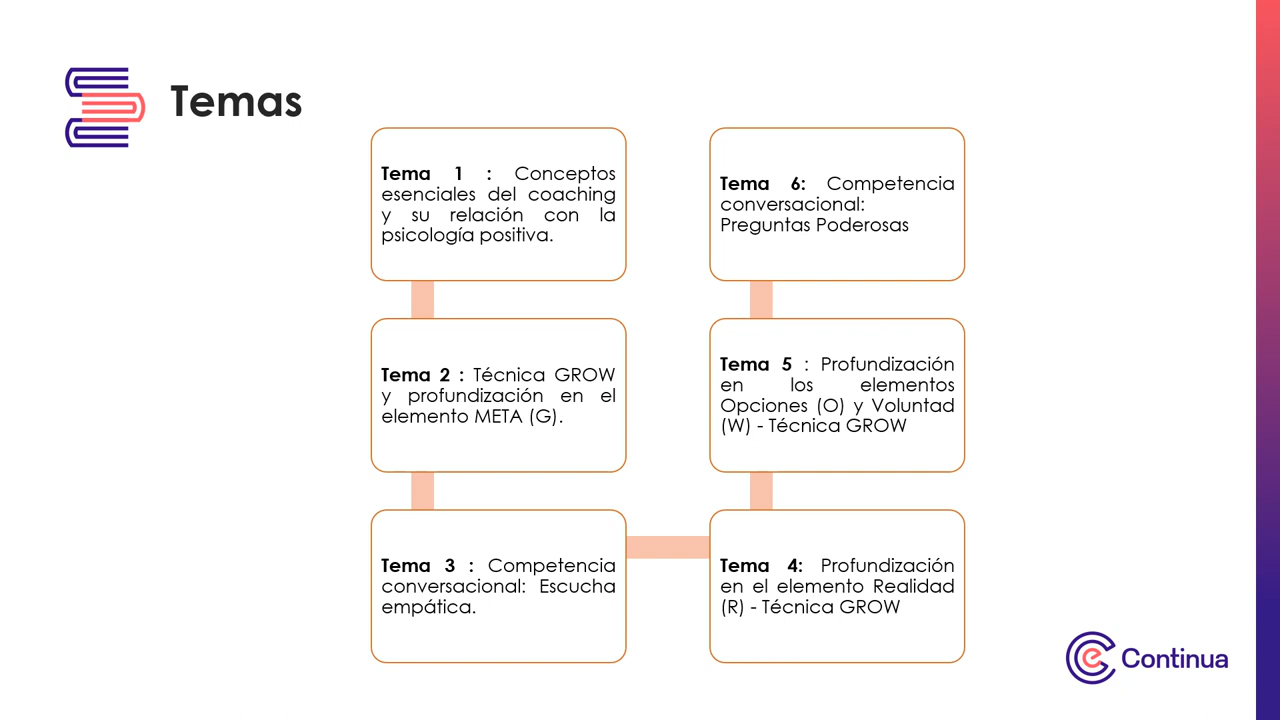 Temas
Tema 1 : Conceptos
esenciales del coaching
y su relación con la
psicología positiva.
Tema 2 : Técnica GROW
y profundización en el
elemento META (G).
Tema 3 : Competencia
conversacional: Escucha
empática.
Tema 4: Profundización
en el elemento Realidad
(R) - Técnica GROW
Tema 5 : Profundización
en los elementos
Opciones (O) y Voluntad
(W) - Técnica GROW
Tema 6: Competencia
conversacional:
Preguntas Poderosas
e Continua